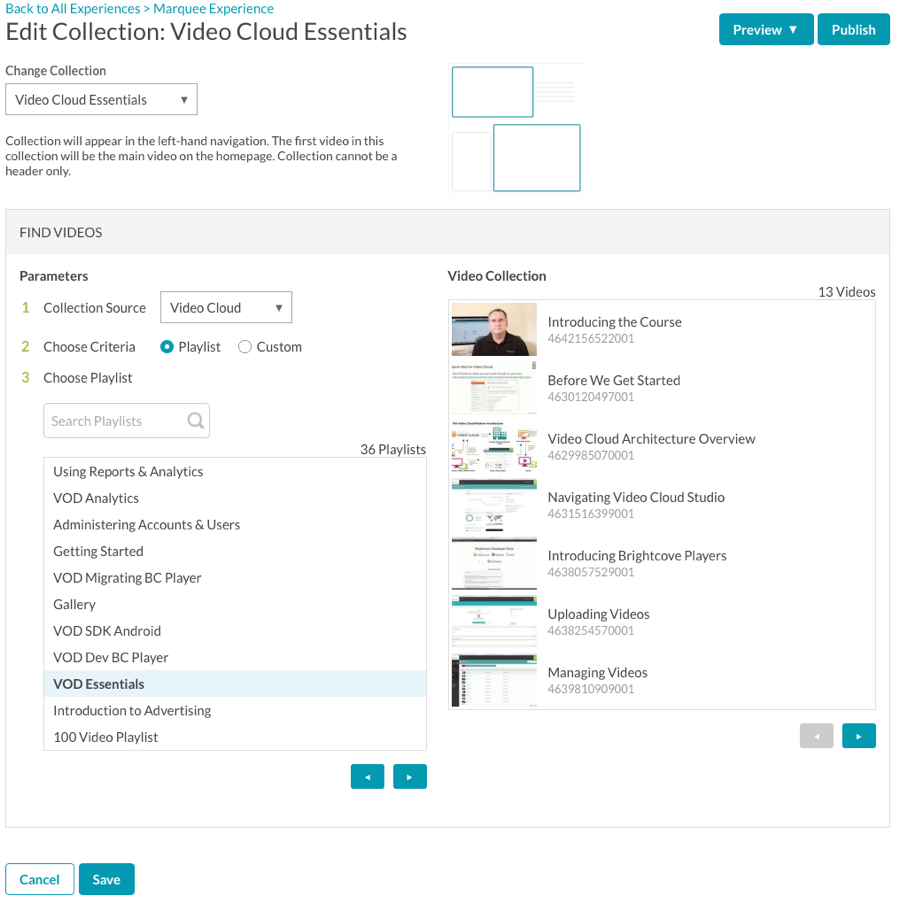 Back to All Experiences > Marquee Experience
Edit Collection: Video Cloud Essentials
Preview ▼
Publish
Change Collection
Video Cloud Essentials ▼
Collection will appear in the left-hand navigation. The first video in this
collection will be the main video on the homepage. Collection cannot be a
header only.
FIND VIDEOS
Parameters
1 Collection Source Video Cloud ▼
2 Choose Criteria Playlist Custom
3 Choose Playlist
Search Playlists
36 Playlists
Using Reports & Analytics
VOD Analytics
Administering Accounts & Users
Getting Started
VOD Migrating BC Player
Gallery
VOD SDK Android
VOD Dev BC Player
VOD Essentials
Introduction to Advertising
100 Video Playlist
Video Collection
13 Videos
Introducing the Course
4642156522001
Before We Get Started
4630120497001
Video Cloud Architecture Overview
4629985070001
Navigating Video Cloud Studio
4631516399001
Introducing Brightcove Players
4638057529001
Uploading Videos
4638254570001
Managing Videos
4639810909001
Cancel
Save